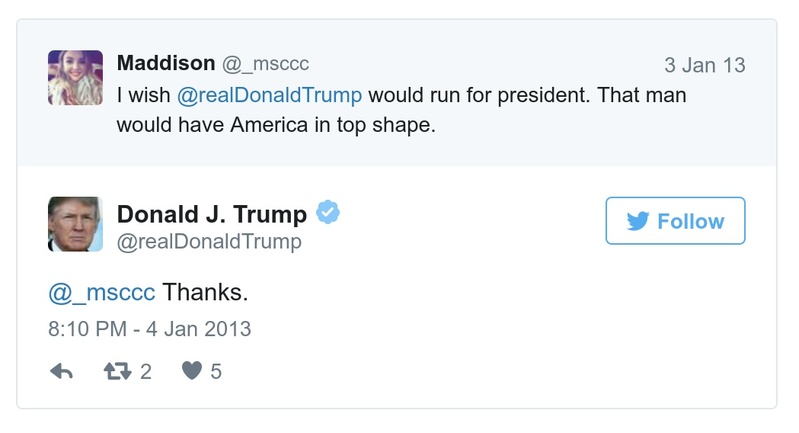 Maddison @_msccc
3 Jan 13
I wish @realDonaldTrump would run for president. That man
would have America in top shape.
Donald J. Trump
Follow
@realDonaldTrump
@_msccc Thanks.
8:10 PM - 4 Jan 2013
2
5